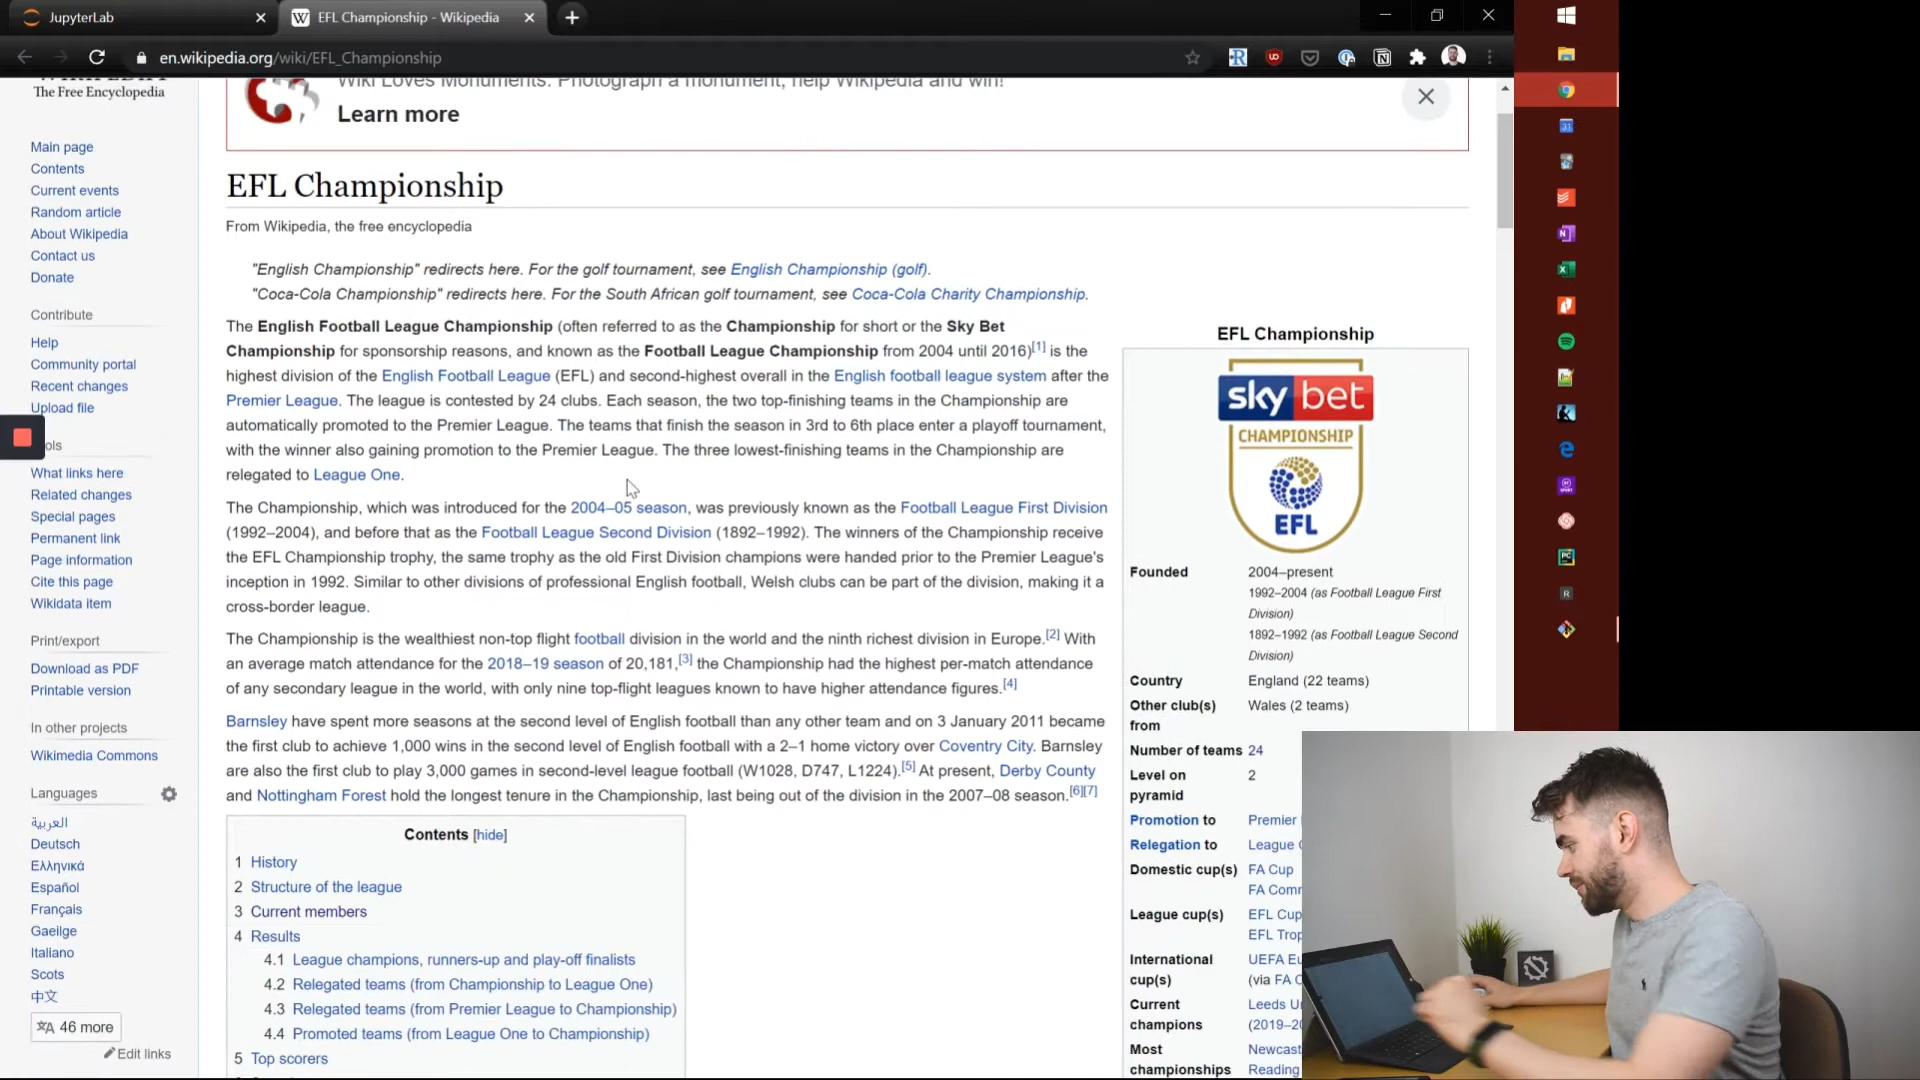 JupyterLab
EFL Championship - Wikipedia
en.wikipedia.org/wiki/EFL_Championship
The Free Encyclopedia
Main page
Contents
Current events
Random article
About Wikipedia
Contact us
Donate
Contribute
Help
Community portal
Recent changes
Upload file
ols
What links here
Related changes
Special pages
Permanent link
Page information
Cite this page
Wikidata item
Print/export
Download as PDF
Printable version
In other projects
Wikimedia Commons
Languages
العربية
Deutsch
Ελληνικά
Español
Français
Gaeilge
Italiano
Scots
中文
46 more
Edit links
Wiki Loves Monuments: Photograph a monument, help Wikipedia and win!
Learn more
EFL Championship
From Wikipedia, the free encyclopedia
"English Championship" redirects here. For the golf tournament, see English Championship (golf).
"Coca-Cola Championship" redirects here. For the South African golf tournament, see Coca-Cola Charity Championship.
The English Football League Championship (often referred to as the Championship for short or the Sky Bet
Championship for sponsorship reasons, and known as the Football League Championship from 2004 until 2016)[1] is the
highest division of the English Football League (EFL) and second-highest overall in the English football league system after the
Premier League. The league is contested by 24 clubs. Each season, the two top-finishing teams in the Championship are
automatically promoted to the Premier League. The teams that finish the season in 3rd to 6th place enter a playoff tournament,
with the winner also gaining promotion to the Premier League. The three lowest-finishing teams in the Championship are
relegated to League One.
The Championship, which was introduced for the 2004–05 season, was previously known as the Football League First Division
(1992–2004), and before that as the Football League Second Division (1892–1992). The winners of the Championship receive
the EFL Championship trophy, the same trophy as the old First Division champions were handed prior to the Premier League's
inception in 1992. Similar to other divisions of professional English football, Welsh clubs can be part of the division, making it a
cross-border league.
The Championship is the wealthiest non-top flight football division in the world and the ninth richest division in Europe.[2] With
an average match attendance for the 2018–19 season of 20,181,[3] the Championship had the highest per-match attendance
of any secondary league in the world, with only nine top-flight leagues known to have higher attendance figures.[4]
Barnsley have spent more seasons at the second level of English football than any other team and on 3 January 2011 became
the first club to achieve 1,000 wins in the second level of English football with a 2–1 home victory over Coventry City. Barnsley
are also the first club to play 3,000 games in second-level league football (W1028, D747, L1224).[5] At present, Derby County
and Nottingham Forest hold the longest tenure in the Championship, last being out of the division in the 2007–08 season.[6][7]
Contents [hide]
1 History
2 Structure of the league
3 Current members
4 Results
4.1 League champions, runners-up and play-off finalists
4.2 Relegated teams (from Championship to League One)
4.3 Relegated teams (from Premier League to Championship)
4.4 Promoted teams (from League One to Championship)
5 Top scorers
EFL Championship
sky bet
CHAMPIONSHIP
EFL
Founded 2004–present
1992–2004 (as Football League First
Division)
1892–1992 (as Football League Second
Division)
Country England (22 teams)
Other club(s) Wales (2 teams)
from
Number of teams 24
Level on 2
pyramid
Promotion to Premier
Relegation to League
Domestic cup(s) FA Cup
FA Com
League cup(s) EFL Cup
EFL Trop
International UEFA Eu
cup(s) (via FA C
Current Leeds U
champions (2019–20
Most Newcast
championships Reading